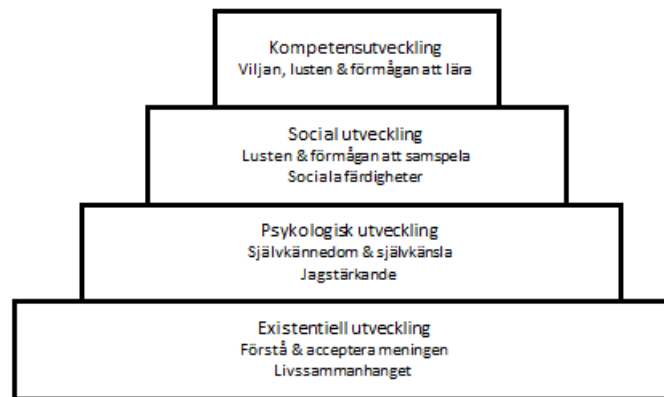 Kompetensutveckling
Viljan, lusten & förmågan att lära
Social utveckling
Lusten & förmågan att samspela
Sociala färdigheter
Psykologisk utveckling
Självkännedom & självkänsla
Jagstärkande
Existentiell utveckling
Förstå & acceptera meningen
Livssammanhanget